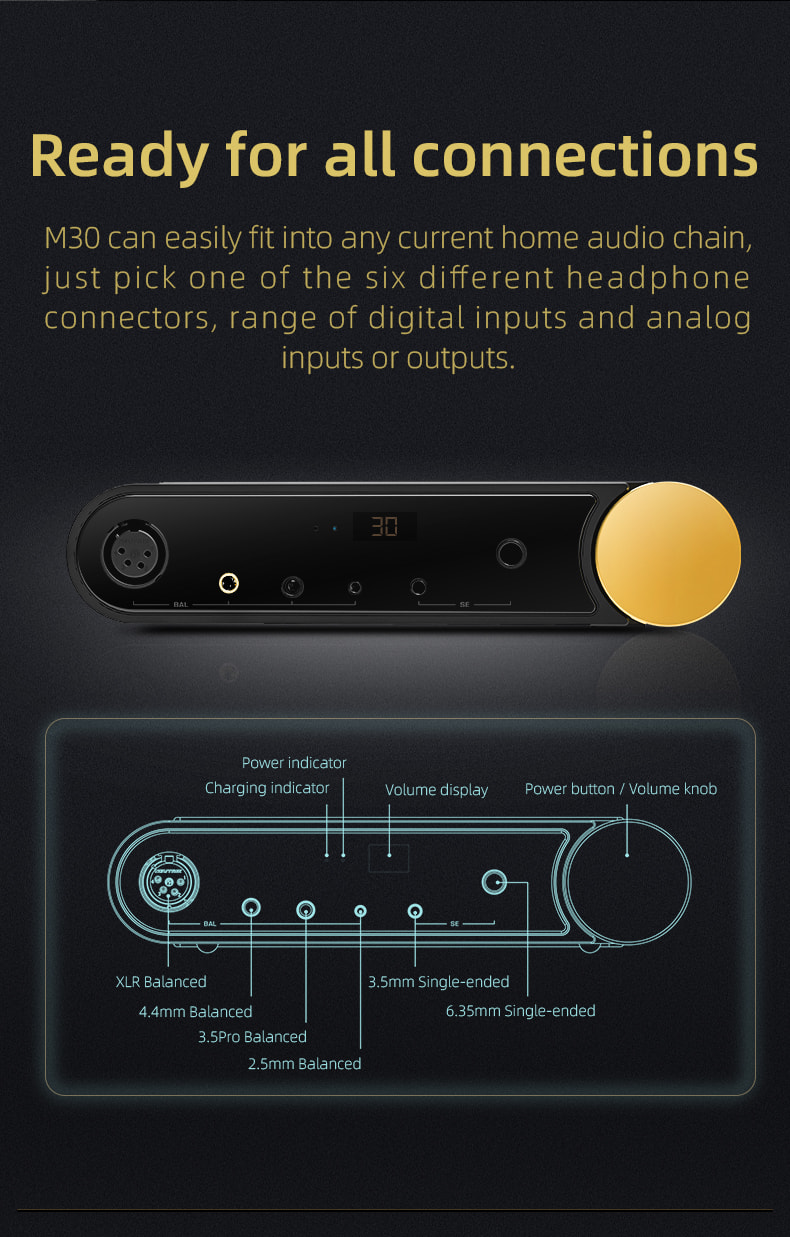 Ready for all connections
M30 can easily fit into any current home audio chain,
just pick one of the six different headphone
connectors, range of digital inputs and analog
inputs or outputs.
30
BAL
SE
Power indicator
Charging indicator
Volume display
Power button / Volume knob
BAL
SE
XLR Balanced
3.5mm Single-ended
4.4mm Balanced
6.35mm Single-ended
3.5Pro Balanced
2.5mm Balanced